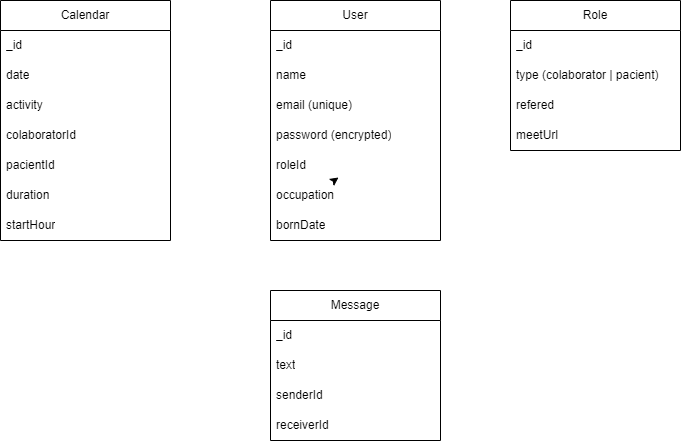 Calendar
_id
date
activity
colaboratorId
pacientId
duration
startHour
User
_id
name
email (unique)
password (encrypted)
roleId
occupation
bornDate
Role
_id
type (colaborator | pacient)
refered
meetUrl
Message
_id
text
senderId
receiverId